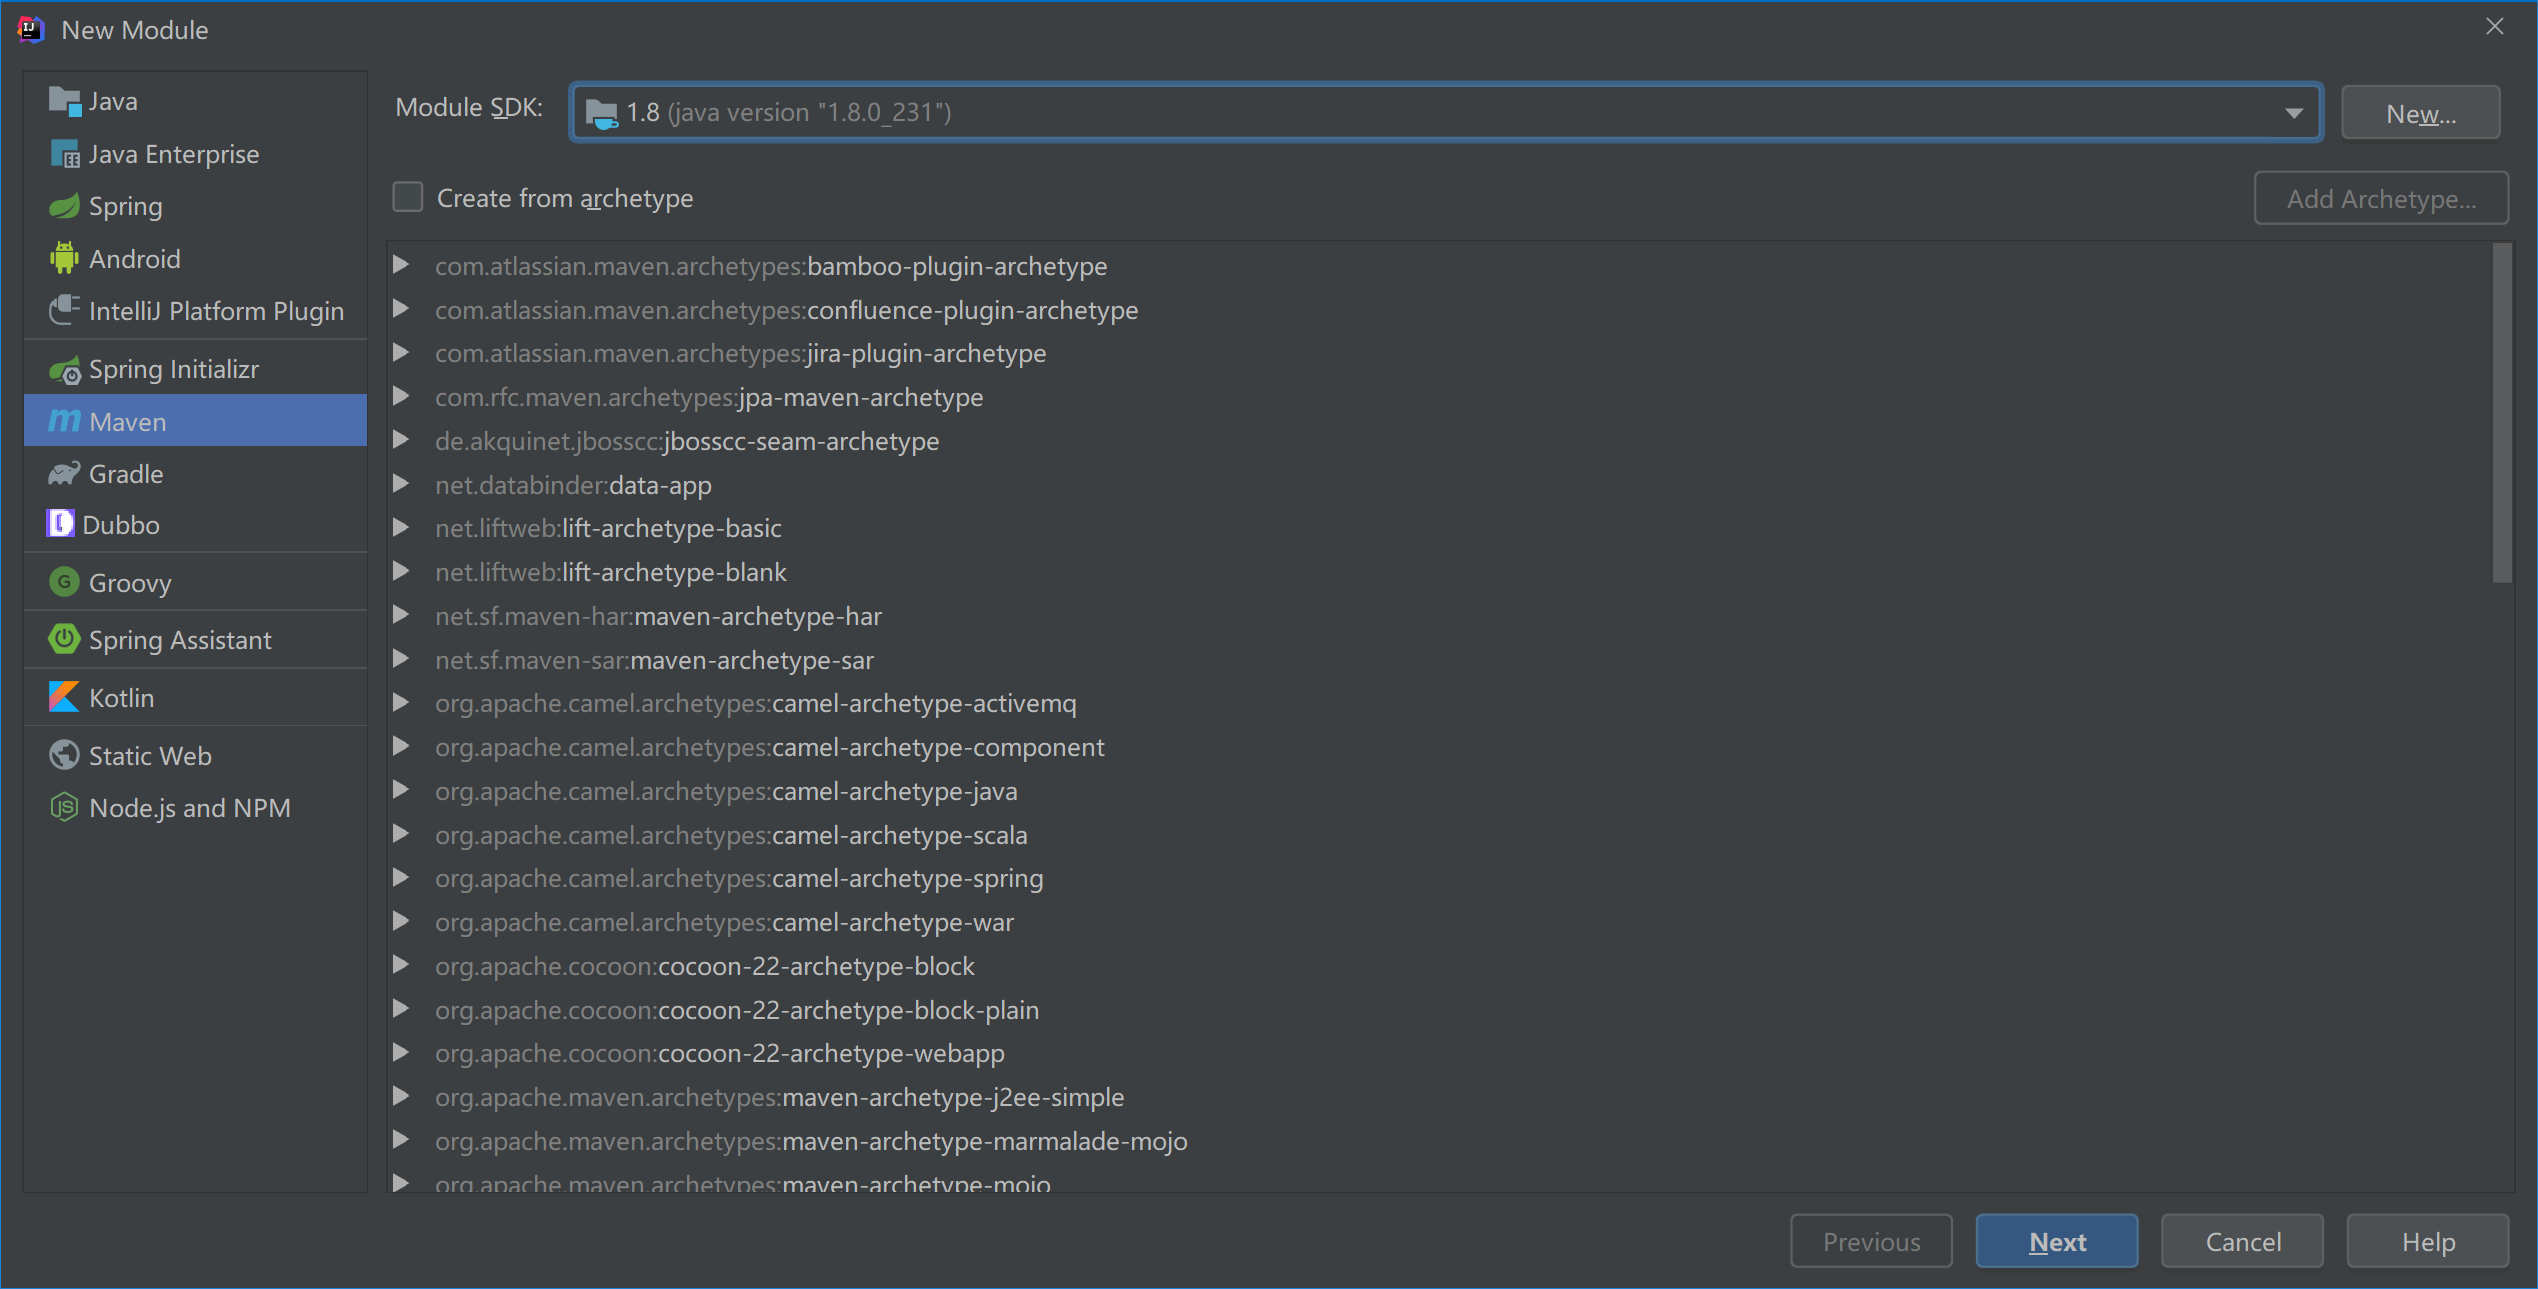 New Module
Java
Java Enterprise
Spring
Android
IntelliJ Platform Plugin
Spring Initializr
Maven
Gradle
Dubbo
Groovy
Spring Assistant
Kotlin
Static Web
Node.js and NPM
Module SDK:
1.8 (java version "1.8.0_231")
New...
Create from archetype
Add Archetype...
com.atlassian.maven.archetypes:bamboo-plugin-archetype
com.atlassian.maven.archetypes:confluence-plugin-archetype
com.atlassian.maven.archetypes:jira-plugin-archetype
com.rfc.maven.archetypes:jpa-maven-archetype
de.akquinet.jbosscc:jbosscc-seam-archetype
net.databinder:data-app
net.liftweb:lift-archetype-basic
net.liftweb:lift-archetype-blank
net.sf.maven-har:maven-archetype-har
net.sf.maven-sar:maven-archetype-sar
org.apache.camel.archetypes:camel-archetype-activemq
org.apache.camel.archetypes:camel-archetype-component
org.apache.camel.archetypes:camel-archetype-java
org.apache.camel.archetypes:camel-archetype-scala
org.apache.camel.archetypes:camel-archetype-spring
org.apache.camel.archetypes:camel-archetype-war
org.apache.cocoon:cocoon-22-archetype-block
org.apache.cocoon:cocoon-22-archetype-block-plain
org.apache.cocoon:cocoon-22-archetype-webapp
org.apache.maven.archetypes:maven-archetype-j2ee-simple
org.apache.maven.archetypes:maven-archetype-marmalade-mojo
org.apache.maven.archetypes:maven-archetype-mojo
Previous
Next
Cancel
Help